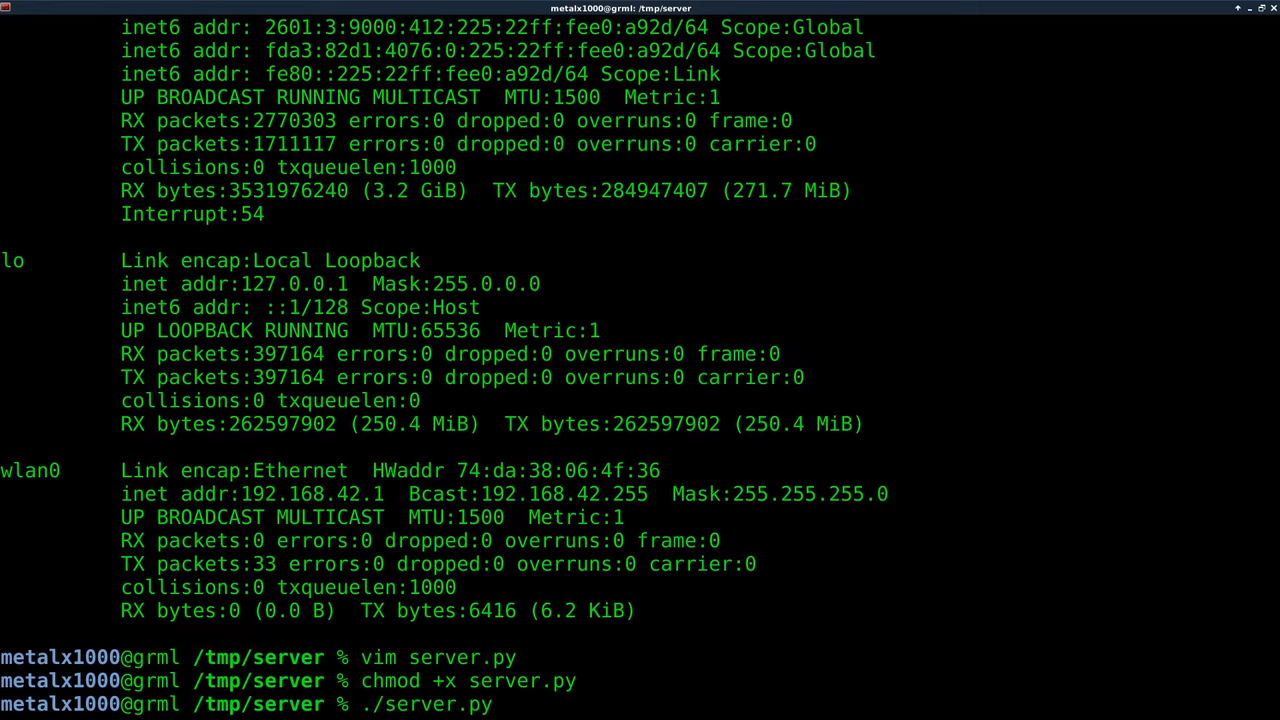 metalx1000@grml: /tmp/server
inet6 addr: 2601:3:9000:412:225:22ff:fee0:a92d/64 Scope:Global
inet6 addr: fda3:82d1:4076:0:225:22ff:fee0:a92d/64 Scope:Global
inet6 addr: fe80::225:22ff:fee0:a92d/64 Scope:Link
UP BROADCAST RUNNING MULTICAST  MTU:1500  Metric:1
RX packets:2770303 errors:0 dropped:0 overruns:0 frame:0
TX packets:1711117 errors:0 dropped:0 overruns:0 carrier:0
collisions:0 txqueuelen:1000
RX bytes:3531976240 (3.2 GiB)  TX bytes:284947407 (271.7 MiB)
Interrupt:54
lo        Link encap:Local Loopback
inet addr:127.0.0.1  Mask:255.0.0.0
inet6 addr: ::1/128 Scope:Host
UP LOOPBACK RUNNING  MTU:65536  Metric:1
RX packets:397164 errors:0 dropped:0 overruns:0 frame:0
TX packets:397164 errors:0 dropped:0 overruns:0 carrier:0
collisions:0 txqueuelen:0
RX bytes:262597902 (250.4 MiB)  TX bytes:262597902 (250.4 MiB)
wlan0     Link encap:Ethernet  HWaddr 74:da:38:06:4f:36
inet addr:192.168.42.1  Bcast:192.168.42.255  Mask:255.255.255.0
UP BROADCAST MULTICAST  MTU:1500  Metric:1
RX packets:0 errors:0 dropped:0 overruns:0 frame:0
TX packets:33 errors:0 dropped:0 overruns:0 carrier:0
collisions:0 txqueuelen:1000
RX bytes:0 (0.0 B)  TX bytes:6416 (6.2 KiB)
metalx1000@grml /tmp/server % vim server.py
metalx1000@grml /tmp/server % chmod +x server.py
metalx1000@grml /tmp/server % ./server.py